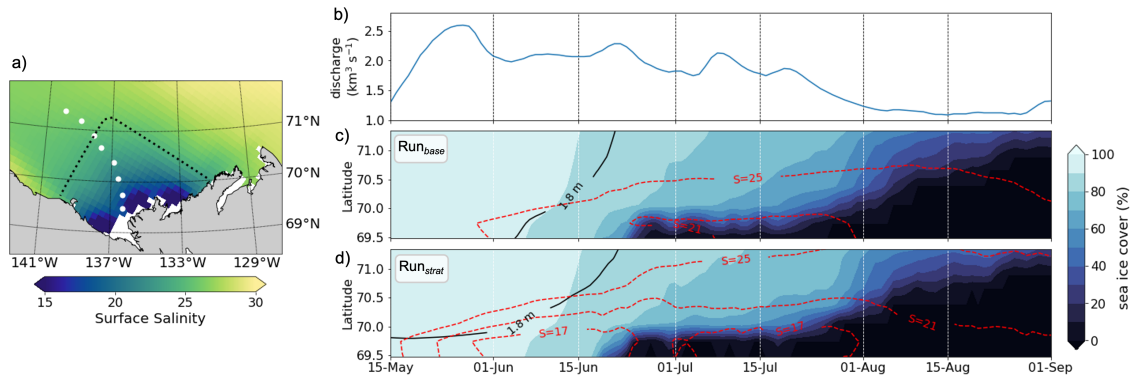 a)
71°N
70°N
69°N
141°W 137°W 133°W 129°W
15 20 25 30
Surface Salinity
b)
discharge
(km³ s⁻¹)
2.5
2.0
1.5
1.0
c)
Run_base
Latitude
71.0
70.5
70.0
69.5
1.8 m
S=25
S=21
d)
Run_strat
Latitude
71.0
70.5
70.0
69.5
1.8 m
S=25
S=17
S=17
S=21
15-May 01-Jun 15-Jun 01-Jul 15-Jul 01-Aug 15-Aug 01-Sep
100
80
60
40
20
0
sea ice cover (%)